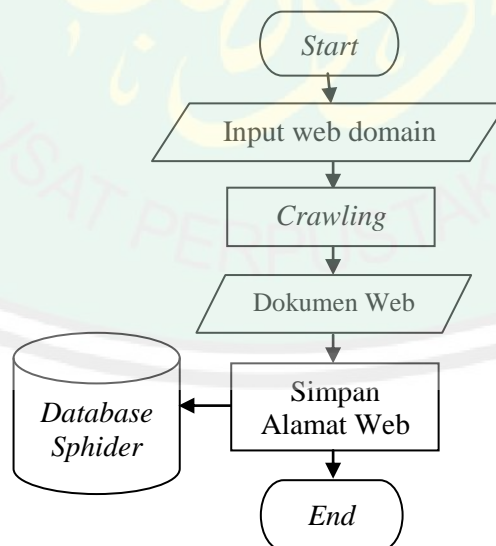 Start
Input web domain
Crawling
Dokumen Web
Simpan
Alamat Web
Database
Sphider
End